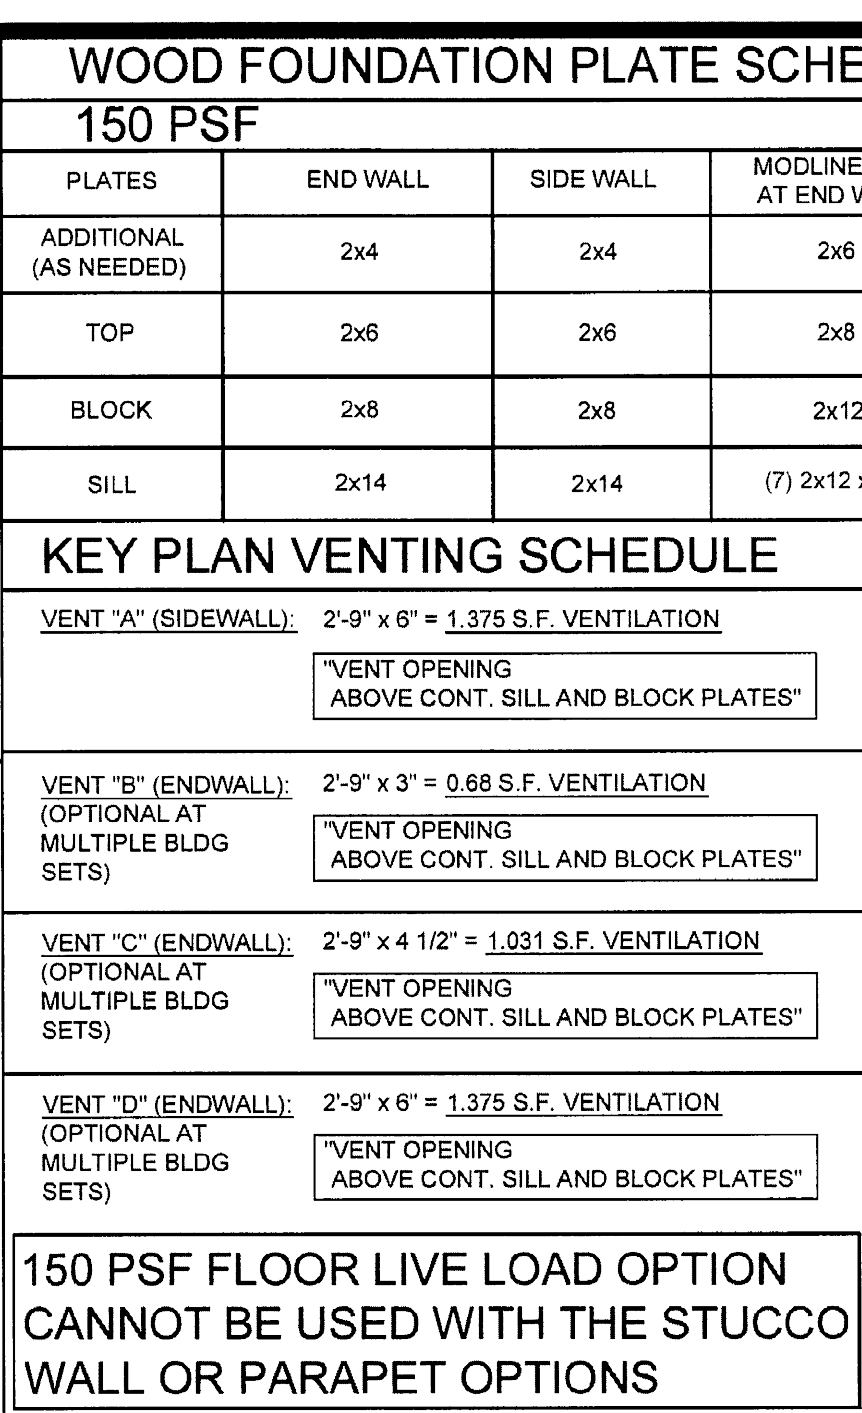 WOOD FOUNDATION PLATE SCHE
150 PSF
PLATES END WALL SIDE WALL MODLINE
AT END W
ADDITIONAL
(AS NEEDED) 2x4 2x4 2x6
TOP 2x6 2x6 2x8
BLOCK 2x8 2x8 2x12
SILL 2x14 2x14 (7) 2x12 x
KEY PLAN VENTING SCHEDULE
VENT "A" (SIDEWALL): 2'-9" x 6" = 1.375 S.F. VENTILATION
"VENT OPENING
ABOVE CONT. SILL AND BLOCK PLATES"
VENT "B" (ENDWALL): 2'-9" x 3" = 0.68 S.F. VENTILATION
(OPTIONAL AT
MULTIPLE BLDG
SETS)
"VENT OPENING
ABOVE CONT. SILL AND BLOCK PLATES"
VENT "C" (ENDWALL): 2'-9" x 4 1/2" = 1.031 S.F. VENTILATION
(OPTIONAL AT
MULTIPLE BLDG
SETS)
"VENT OPENING
ABOVE CONT. SILL AND BLOCK PLATES"
VENT "D" (ENDWALL): 2'-9" x 6" = 1.375 S.F. VENTILATION
(OPTIONAL AT
MULTIPLE BLDG
SETS)
"VENT OPENING
ABOVE CONT. SILL AND BLOCK PLATES"
150 PSF FLOOR LIVE LOAD OPTION
CANNOT BE USED WITH THE STUCCO
WALL OR PARAPET OPTIONS